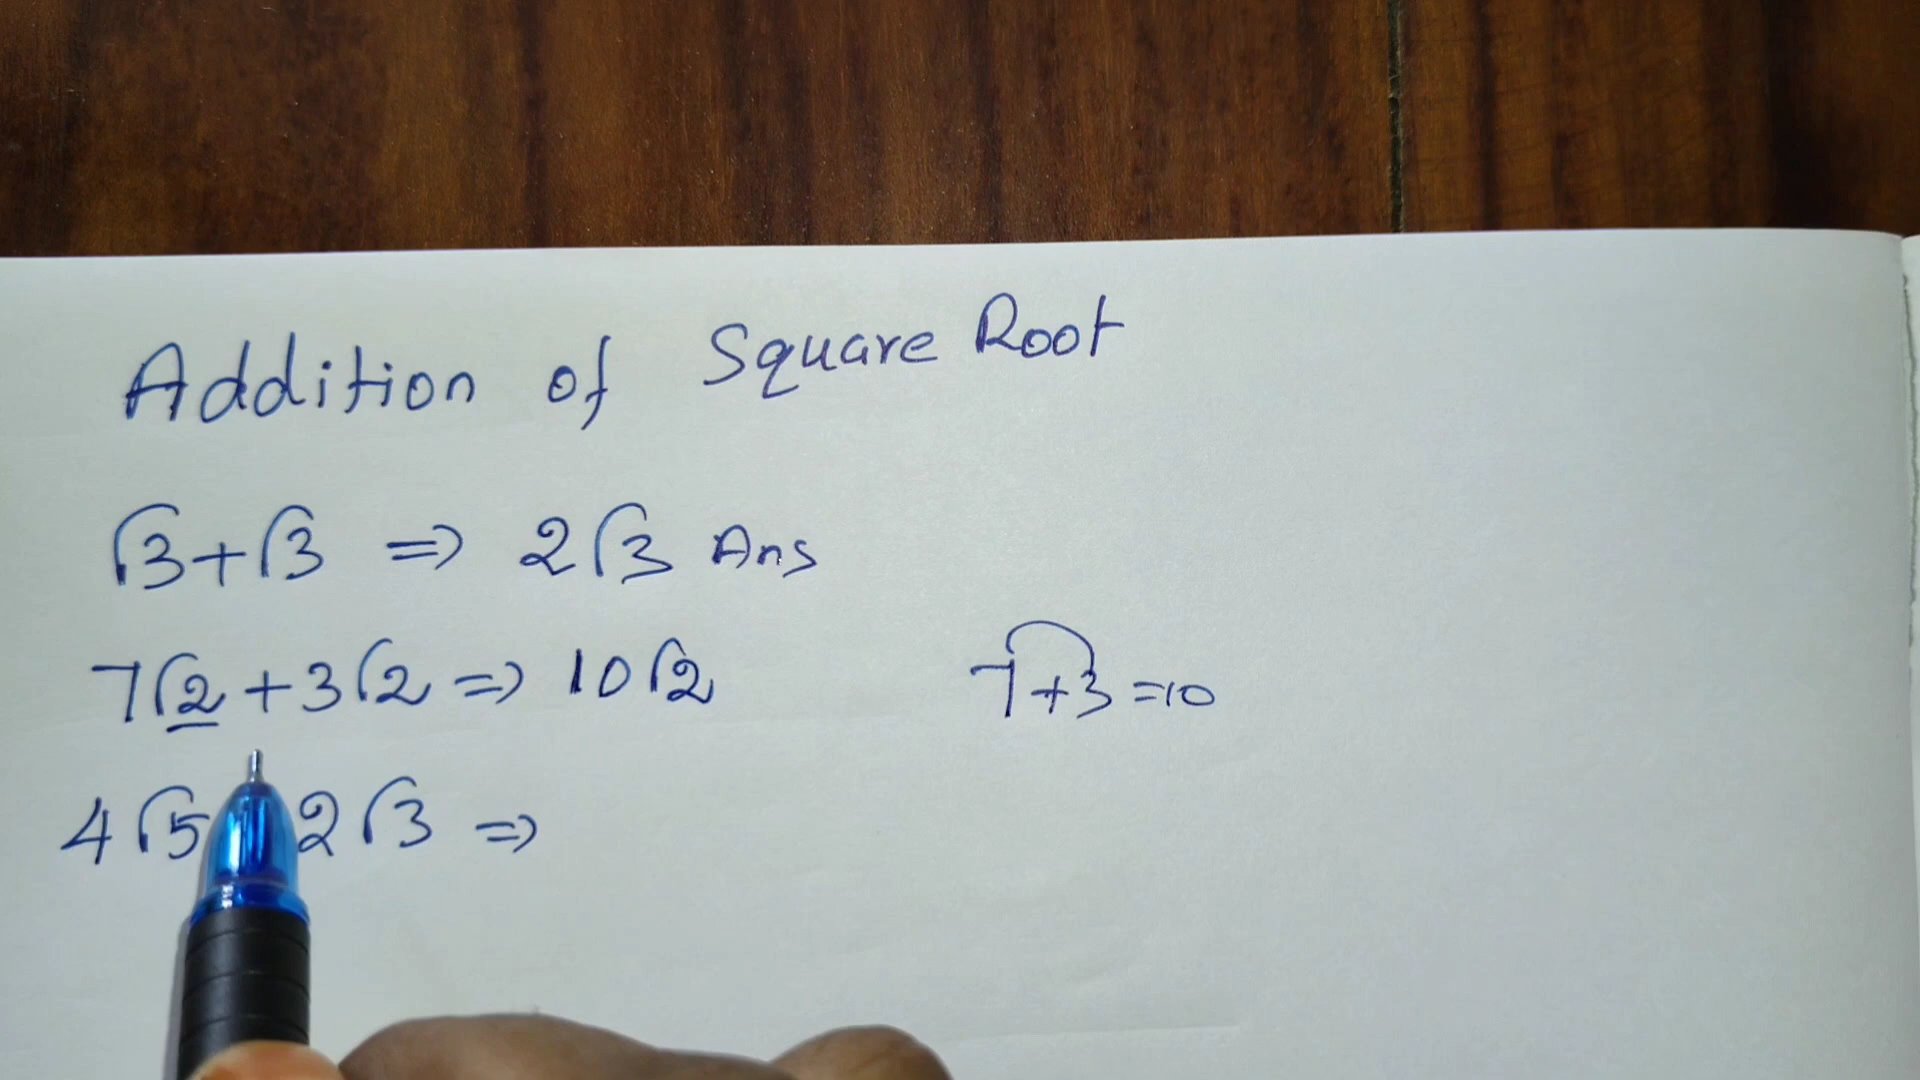 Addition of Square Root
√3+√3 => 2√3 Ans
7√2+3√2=> 10√2 7+3=10
4√5 2√3 =>